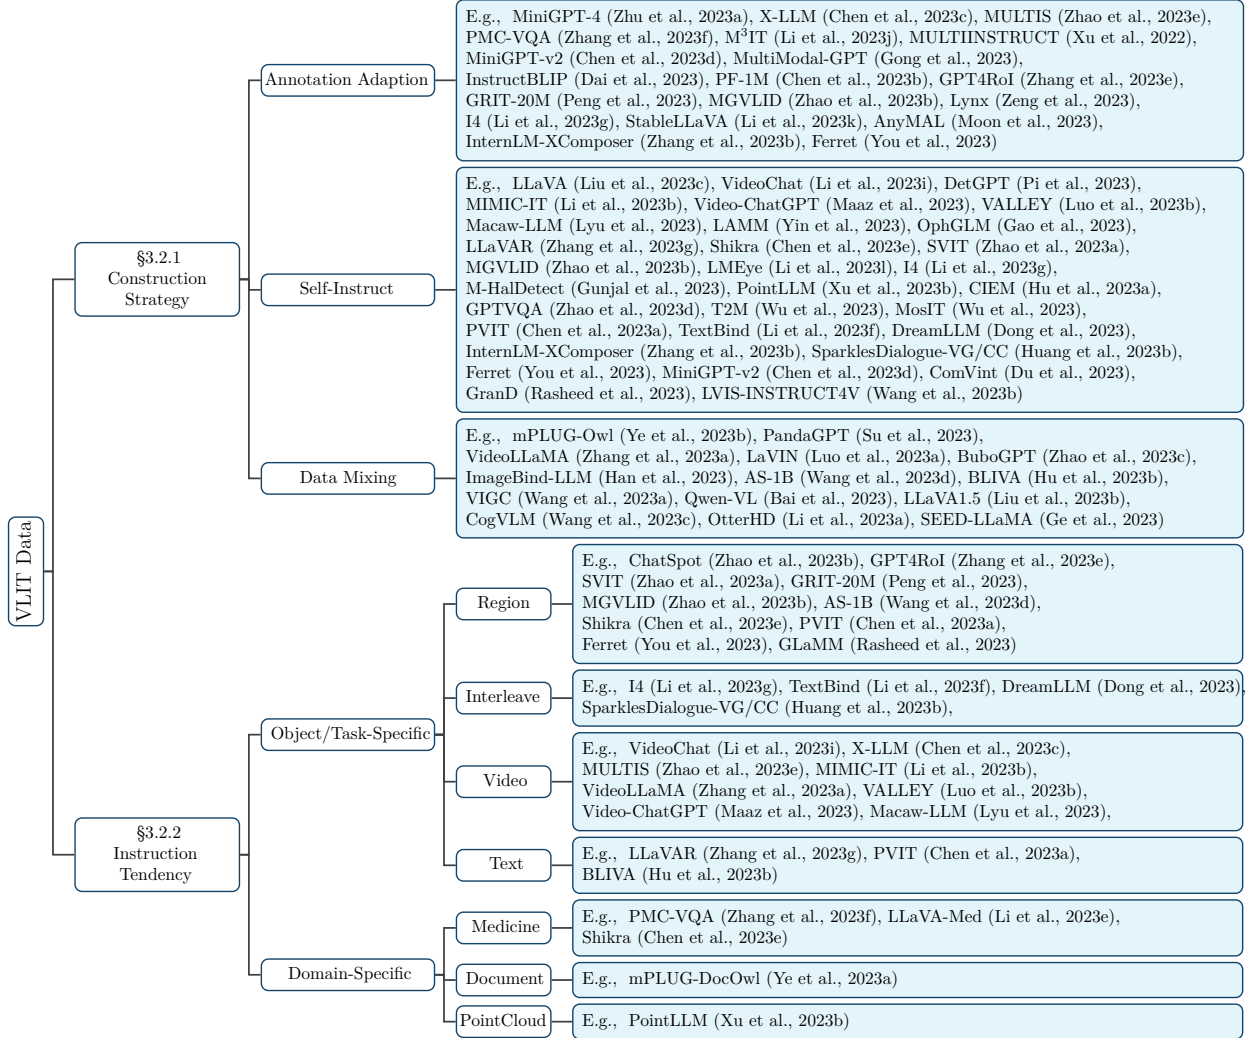 VLIT Data
§3.2.1
Construction
Strategy
Annotation Adaption
E.g., MiniGPT-4 (Zhu et al., 2023a), X-LLM (Chen et al., 2023c), MULTIS (Zhao et al., 2023e),
PMC-VQA (Zhang et al., 2023f), M³IT (Li et al., 2023j), MULTIINSTRUCT (Xu et al., 2022),
MiniGPT-v2 (Chen et al., 2023d), MultiModal-GPT (Gong et al., 2023),
InstructBLIP (Dai et al., 2023), PF-1M (Chen et al., 2023b), GPT4RoI (Zhang et al., 2023e),
GRIT-20M (Peng et al., 2023), MGVLID (Zhao et al., 2023b), Lynx (Zeng et al., 2023),
I4 (Li et al., 2023g), StableLLaVA (Li et al., 2023k), AnyMAL (Moon et al., 2023),
InternLM-XComposer (Zhang et al., 2023b), Ferret (You et al., 2023)
Self-Instruct
E.g., LLaVA (Liu et al., 2023c), VideoChat (Li et al., 2023i), DetGPT (Pi et al., 2023),
MIMIC-IT (Li et al., 2023b), Video-ChatGPT (Maaz et al., 2023), VALLEY (Luo et al., 2023b),
Macaw-LLM (Lyu et al., 2023), LAMM (Yin et al., 2023), OphGLM (Gao et al., 2023),
LLaVAR (Zhang et al., 2023g), Shikra (Chen et al., 2023e), SVIT (Zhao et al., 2023a),
MGVLID (Zhao et al., 2023b), LMEye (Li et al., 2023l), I4 (Li et al., 2023g),
M-HalDetect (Gunjal et al., 2023), PointLLM (Xu et al., 2023b), CIEM (Hu et al., 2023a),
GPTVQA (Zhao et al., 2023d), T2M (Wu et al., 2023), MosIT (Wu et al., 2023),
PVIT (Chen et al., 2023a), TextBind (Li et al., 2023f), DreamLLM (Dong et al., 2023),
InternLM-XComposer (Zhang et al., 2023b), SparklesDialogue-VG/CC (Huang et al., 2023b),
Ferret (You et al., 2023), MiniGPT-v2 (Chen et al., 2023d), ComVint (Du et al., 2023),
GranD (Rasheed et al., 2023), LVIS-INSTRUCT4V (Wang et al., 2023b)
Data Mixing
E.g., mPLUG-Owl (Ye et al., 2023b), PandaGPT (Su et al., 2023),
VideoLLaMA (Zhang et al., 2023a), LaVIN (Luo et al., 2023a), BuboGPT (Zhao et al., 2023c),
ImageBind-LLM (Han et al., 2023), AS-1B (Wang et al., 2023d), BLIVA (Hu et al., 2023b),
VIGC (Wang et al., 2023a), Qwen-VL (Bai et al., 2023), LLaVA1.5 (Liu et al., 2023b),
CogVLM (Wang et al., 2023c), OtterHD (Li et al., 2023a), SEED-LLaMA (Ge et al., 2023)
§3.2.2
Instruction
Tendency
Object/Task-Specific
Region
E.g., ChatSpot (Zhao et al., 2023b), GPT4RoI (Zhang et al., 2023e),
SVIT (Zhao et al., 2023a), GRIT-20M (Peng et al., 2023),
MGVLID (Zhao et al., 2023b), AS-1B (Wang et al., 2023d),
Shikra (Chen et al., 2023e), PVIT (Chen et al., 2023a),
Ferret (You et al., 2023), GLaMM (Rasheed et al., 2023)
Interleave
E.g., I4 (Li et al., 2023g), TextBind (Li et al., 2023f), DreamLLM (Dong et al., 2023),
SparklesDialogue-VG/CC (Huang et al., 2023b),
Video
E.g., VideoChat (Li et al., 2023i), X-LLM (Chen et al., 2023c),
MULTIS (Zhao et al., 2023e), MIMIC-IT (Li et al., 2023b),
VideoLLaMA (Zhang et al., 2023a), VALLEY (Luo et al., 2023b),
Video-ChatGPT (Maaz et al., 2023), Macaw-LLM (Lyu et al., 2023),
Text
E.g., LLaVAR (Zhang et al., 2023g), PVIT (Chen et al., 2023a),
BLIVA (Hu et al., 2023b)
Domain-Specific
Medicine
E.g., PMC-VQA (Zhang et al., 2023f), LLaVA-Med (Li et al., 2023e),
Shikra (Chen et al., 2023e)
Document
E.g., mPLUG-DocOwl (Ye et al., 2023a)
PointCloud
E.g., PointLLM (Xu et al., 2023b)